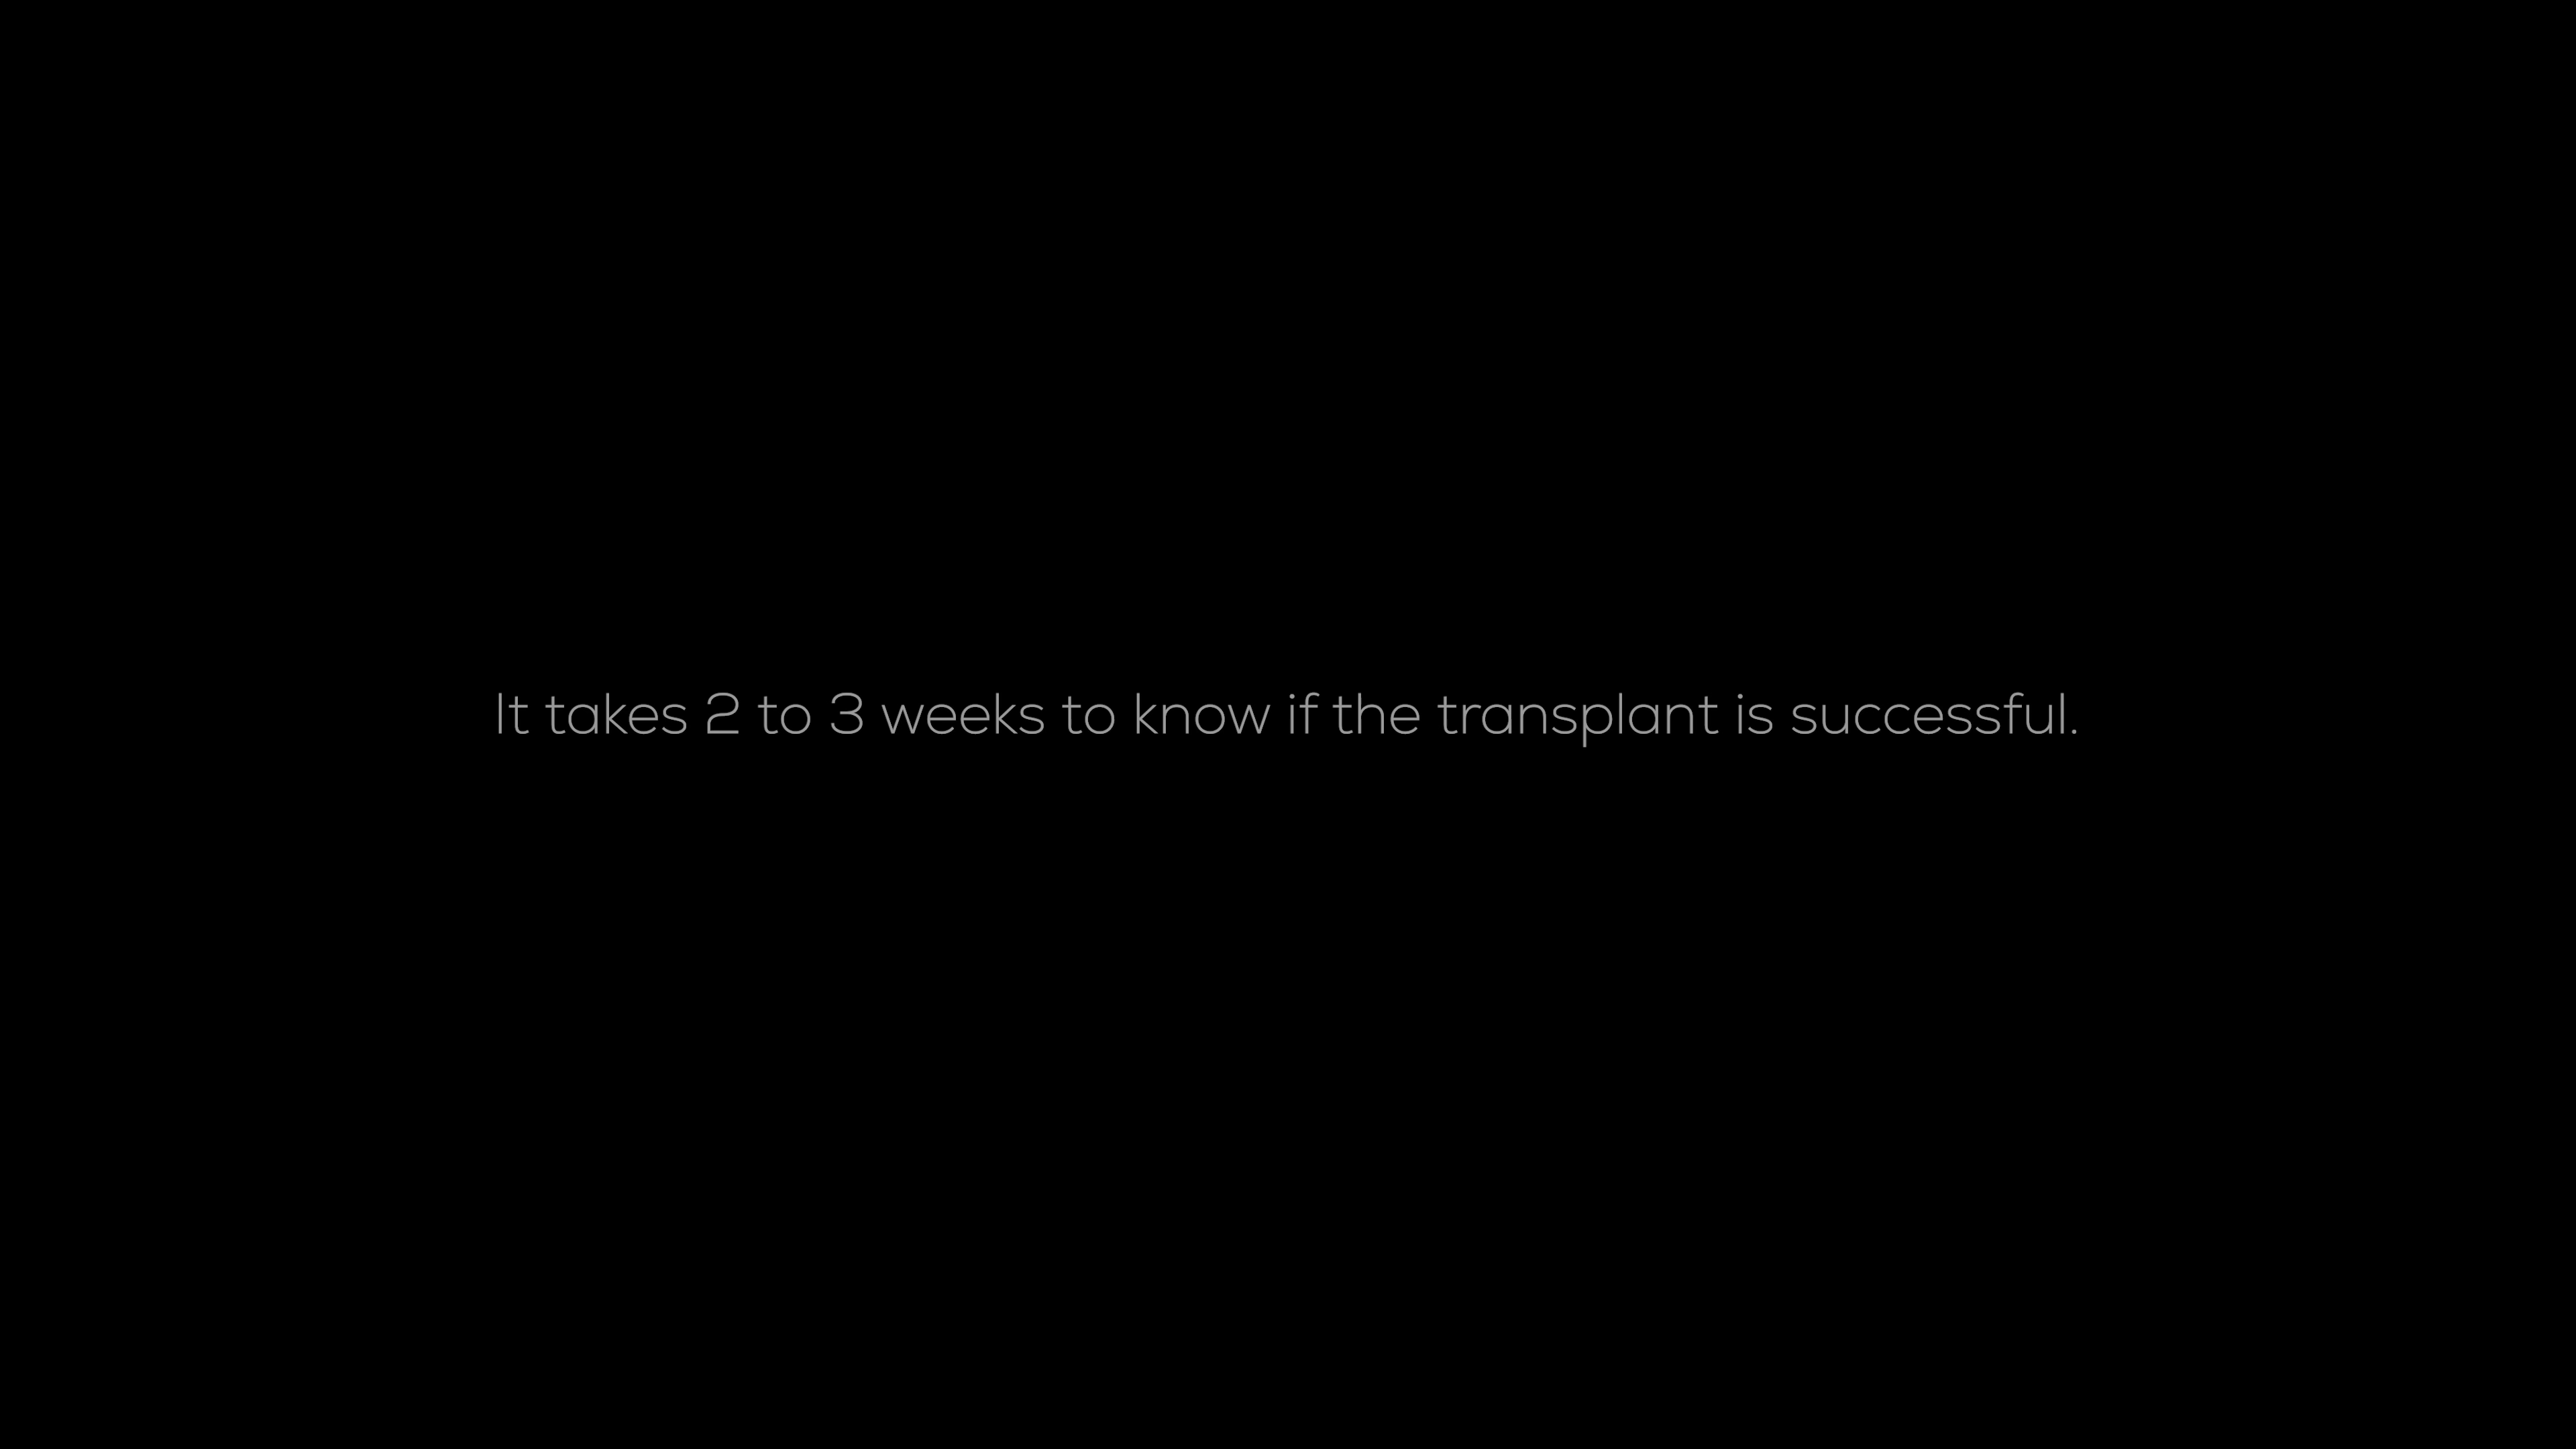 It takes 2 to 3 weeks to know if the transplant is successful.